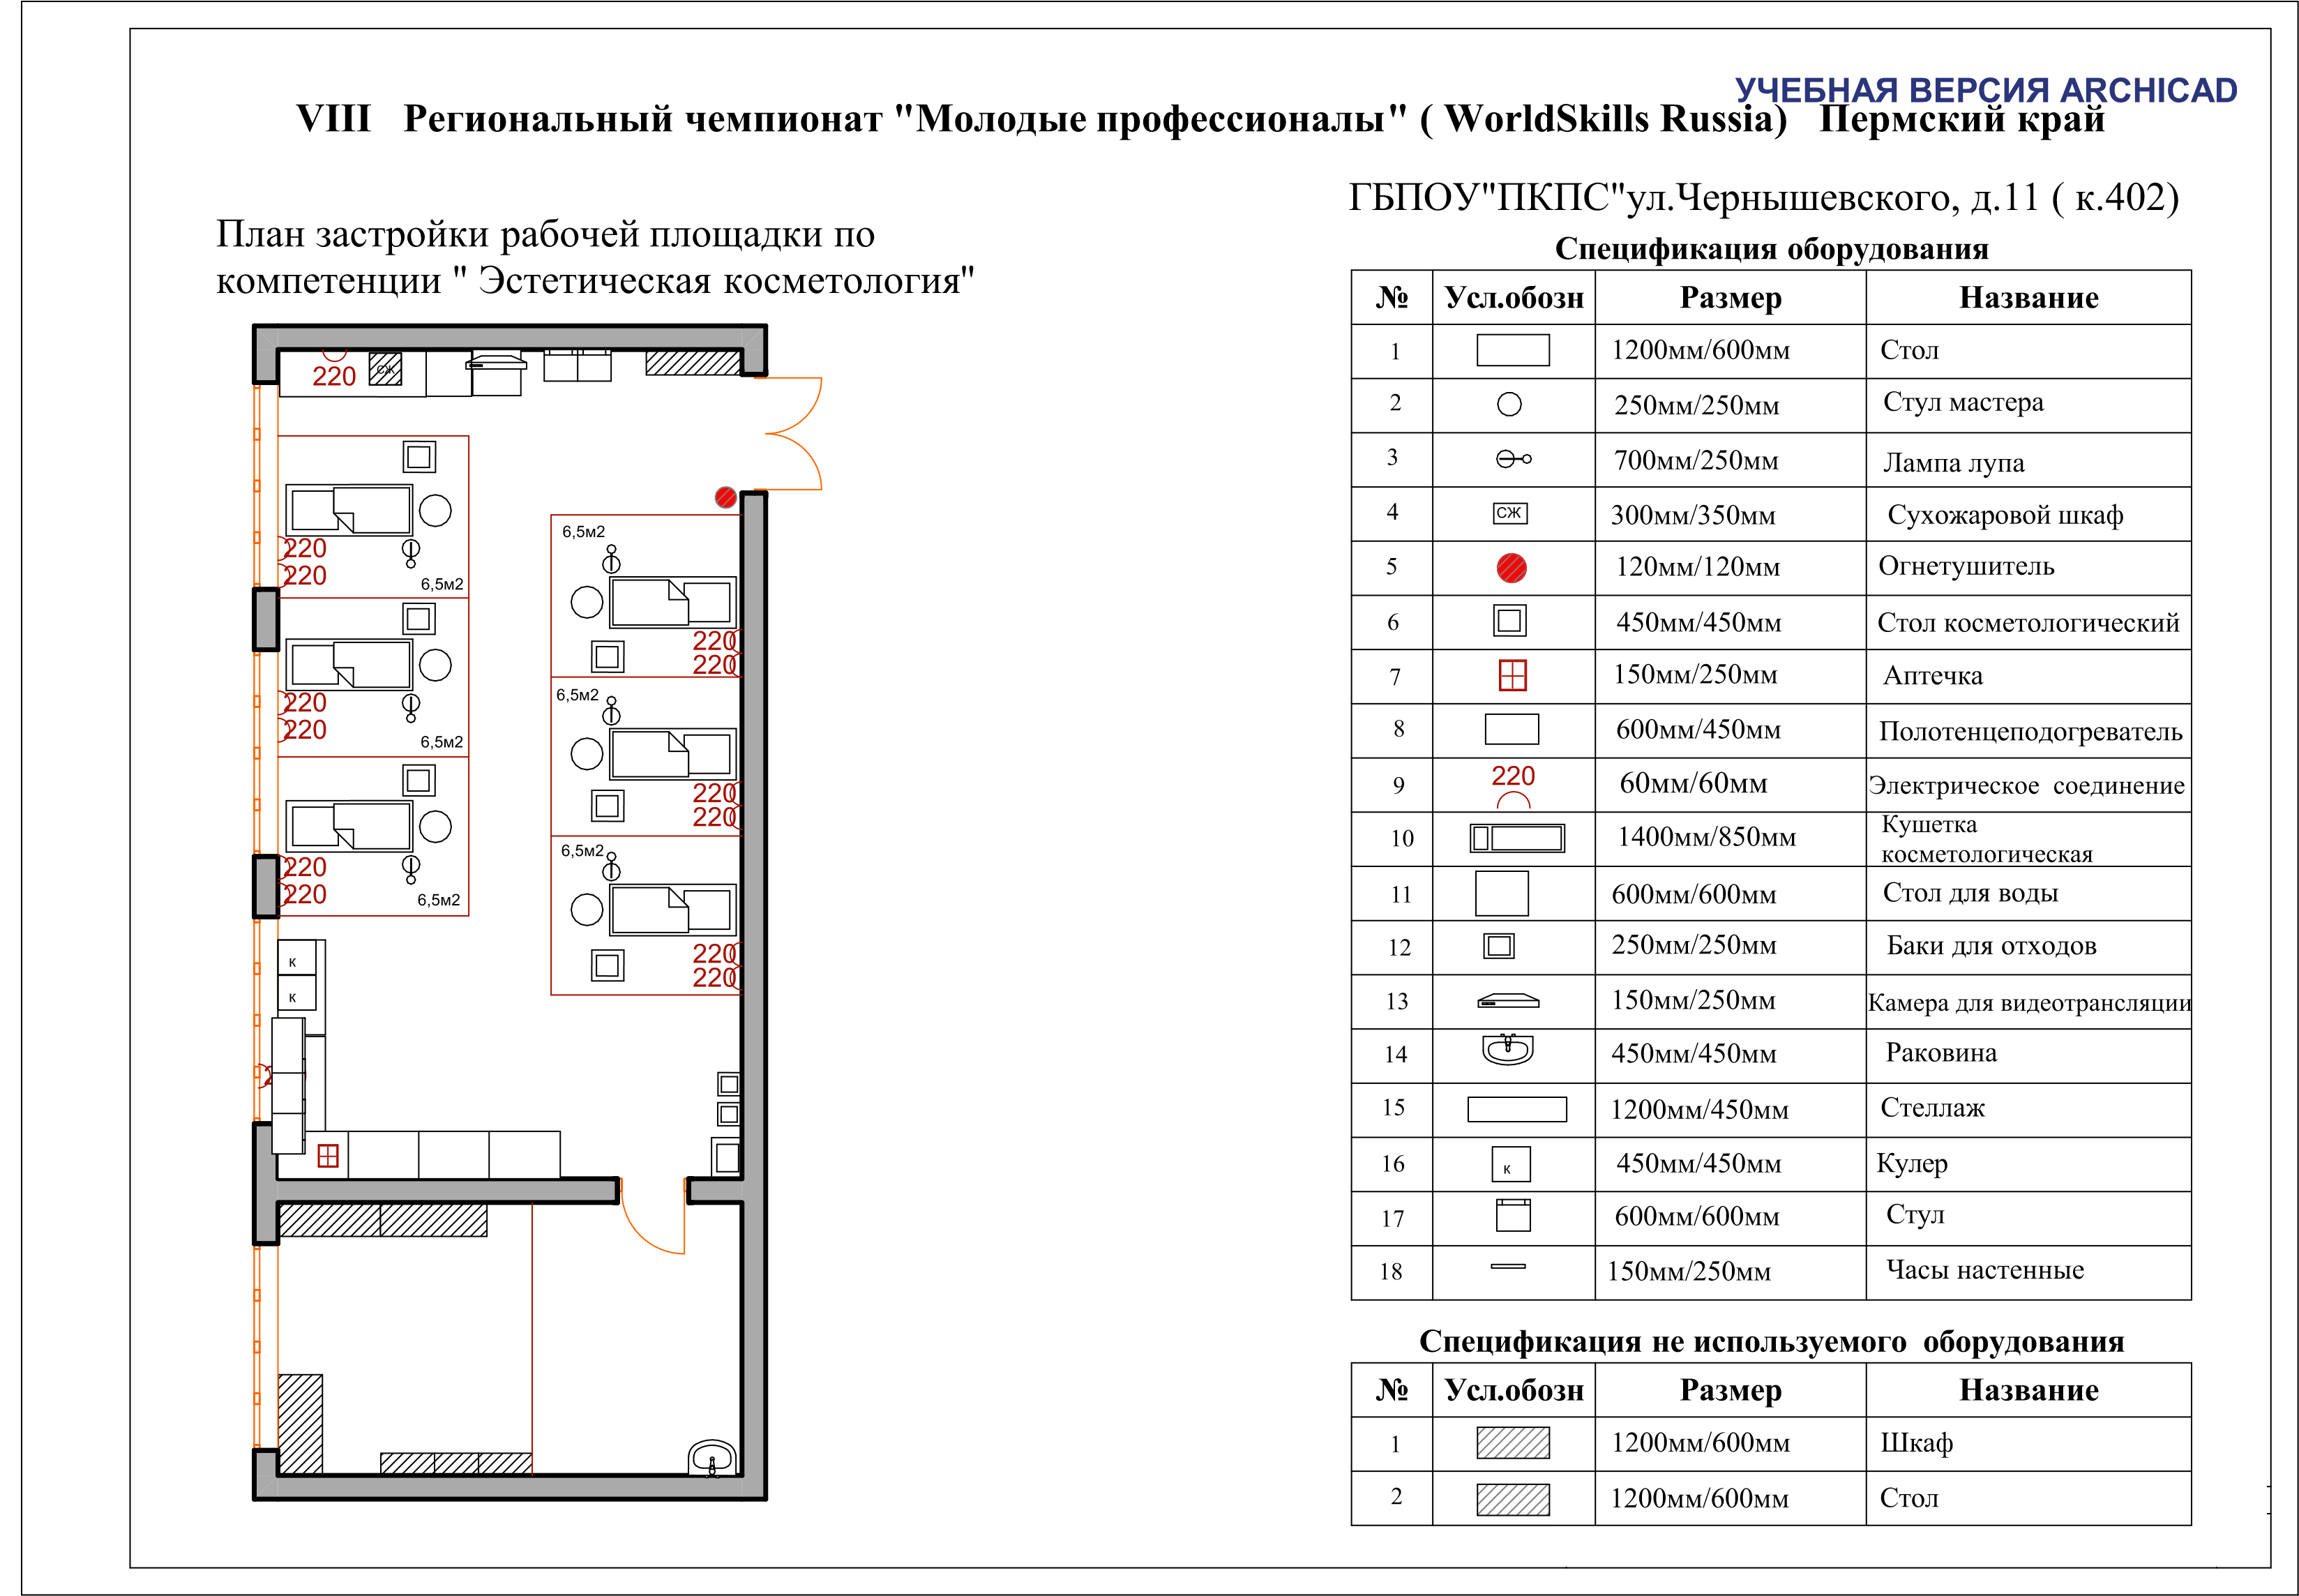 УЧЕБНАЯ ВЕРСИЯ ARCHICAD
VIII Региональный чемпионат "Молодые профессионалы" ( WorldSkills Russia) Пермский край
ГБПОУ"ПКПС"ул.Чернышевского, д.11 ( к.402)
План застройки рабочей площадки по
компетенции " Эстетическая косметология"
220
СЖ
220
220
6,5м2
220
220
6,5м2
220
220
6,5м2
6,5м2
220
220
6,5м2
220
220
6,5м2
220
220
к
к
Спецификация оборудования
№ Усл.обозн Размер Название
1 1200мм/600мм Стол
2 250мм/250мм Стул мастера
3 700мм/250мм Лампа лупа
4 СЖ 300мм/350мм Сухожаровой шкаф
5 120мм/120мм Огнетушитель
6 450мм/450мм Стол косметологический
7 150мм/250мм Аптечка
8 600мм/450мм Полотенцеподогреватель
9 220 60мм/60мм Электрическое соединение
10 1400мм/850мм Кушетка
косметологическая
11 600мм/600мм Стол для воды
12 250мм/250мм Баки для отходов
13 150мм/250мм Камера для видеотрансляции
14 450мм/450мм Раковина
15 1200мм/450мм Стеллаж
16 к 450мм/450мм Кулер
17 600мм/600мм Стул
18 150мм/250мм Часы настенные
Спецификация не используемого оборудования
№ Усл.обозн Размер Название
1 1200мм/600мм Шкаф
2 1200мм/600мм Стол